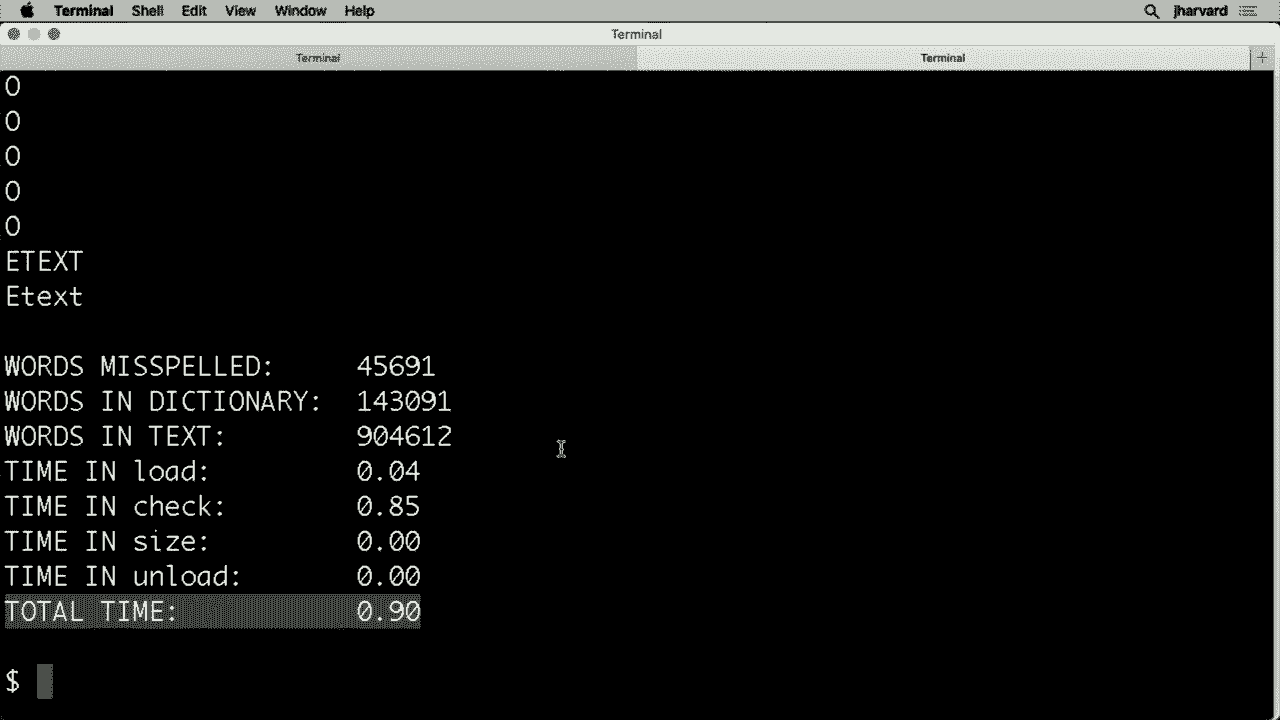 Terminal Shell Edit View Window Help jharvard
Terminal
Terminal Terminal +
O
O
O
O
O
ETEXT
Etext
WORDS MISSPELLED: 45691
WORDS IN DICTIONARY: 143091
WORDS IN TEXT: 904612
TIME IN load: 0.04
TIME IN check: 0.85
TIME IN size: 0.00
TIME IN unload: 0.00
TOTAL TIME: 0.90
$